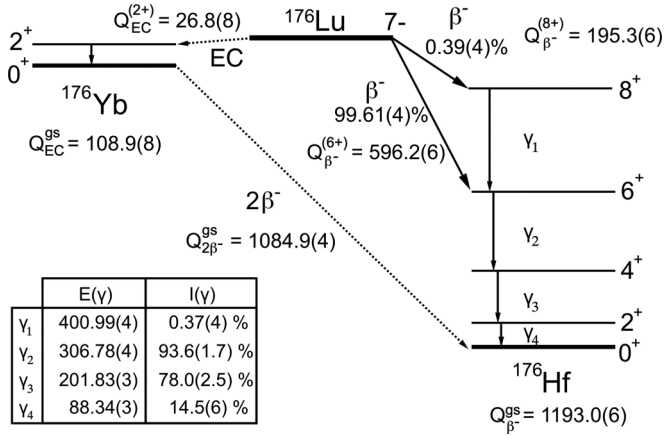 Q_EC^(2+) = 26.8(8)
¹⁷⁶Lu 7-
β⁻
0.39(4)%
Q_β⁻^(8+) = 195.3(6)
2⁺
EC
0⁺
¹⁷⁶Yb
Q_EC^gs = 108.9(8)
8⁺
β⁻
99.61(4)%
Q_β⁻^(6+) = 596.2(6)
γ₁
6⁺
2β⁻
Q_2β⁻^gs = 1084.9(4)
γ₂
4⁺
γ₃
2⁺
γ₄
0⁺
¹⁷⁶Hf
Q_β⁻^gs = 1193.0(6)
E(γ) I(γ)
γ₁ 400.99(4) 0.37(4) %
γ₂ 306.78(4) 93.6(1.7) %
γ₃ 201.83(3) 78.0(2.5) %
γ₄ 88.34(3) 14.5(6) %